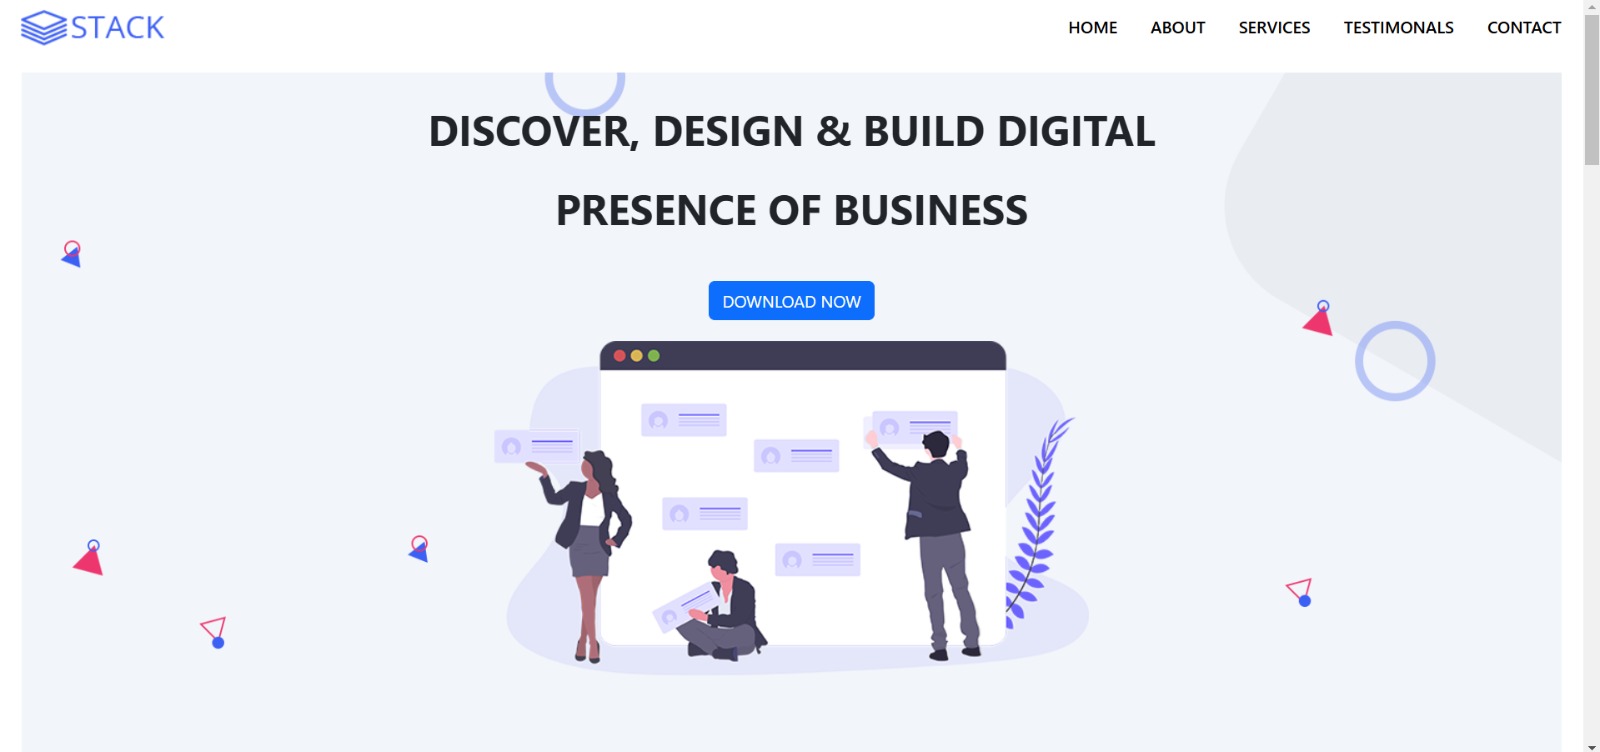 STACK
HOME ABOUT SERVICES TESTIMONALS CONTACT
DISCOVER, DESIGN & BUILD DIGITAL
PRESENCE OF BUSINESS
DOWNLOAD NOW